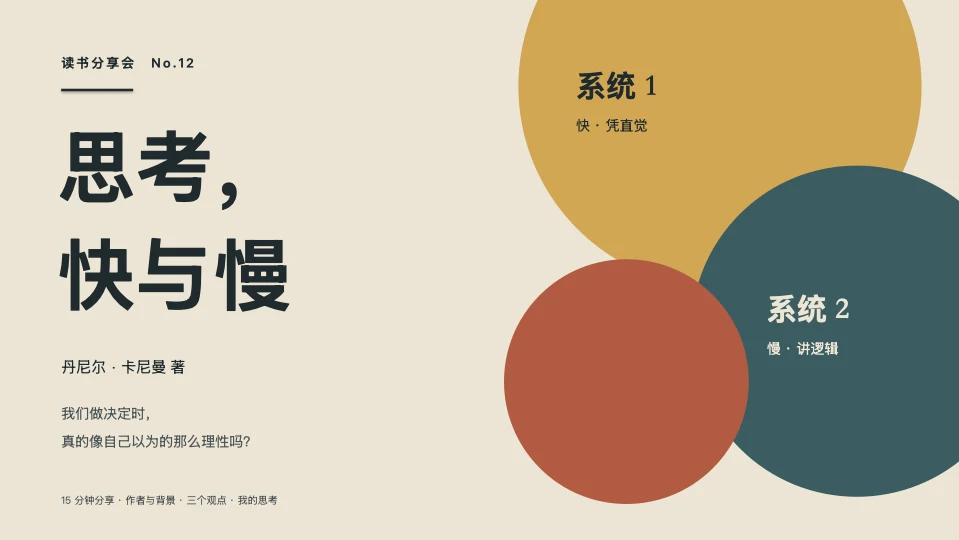 读书分享会 No.12
思考，
快与慢
丹尼尔 · 卡尼曼 著
我们做决定时，
真的像自己以为的那么理性吗？
15 分钟分享 · 作者与背景 · 三个观点 · 我的思考
系统 1
快 · 凭直觉
系统 2
慢 · 讲逻辑